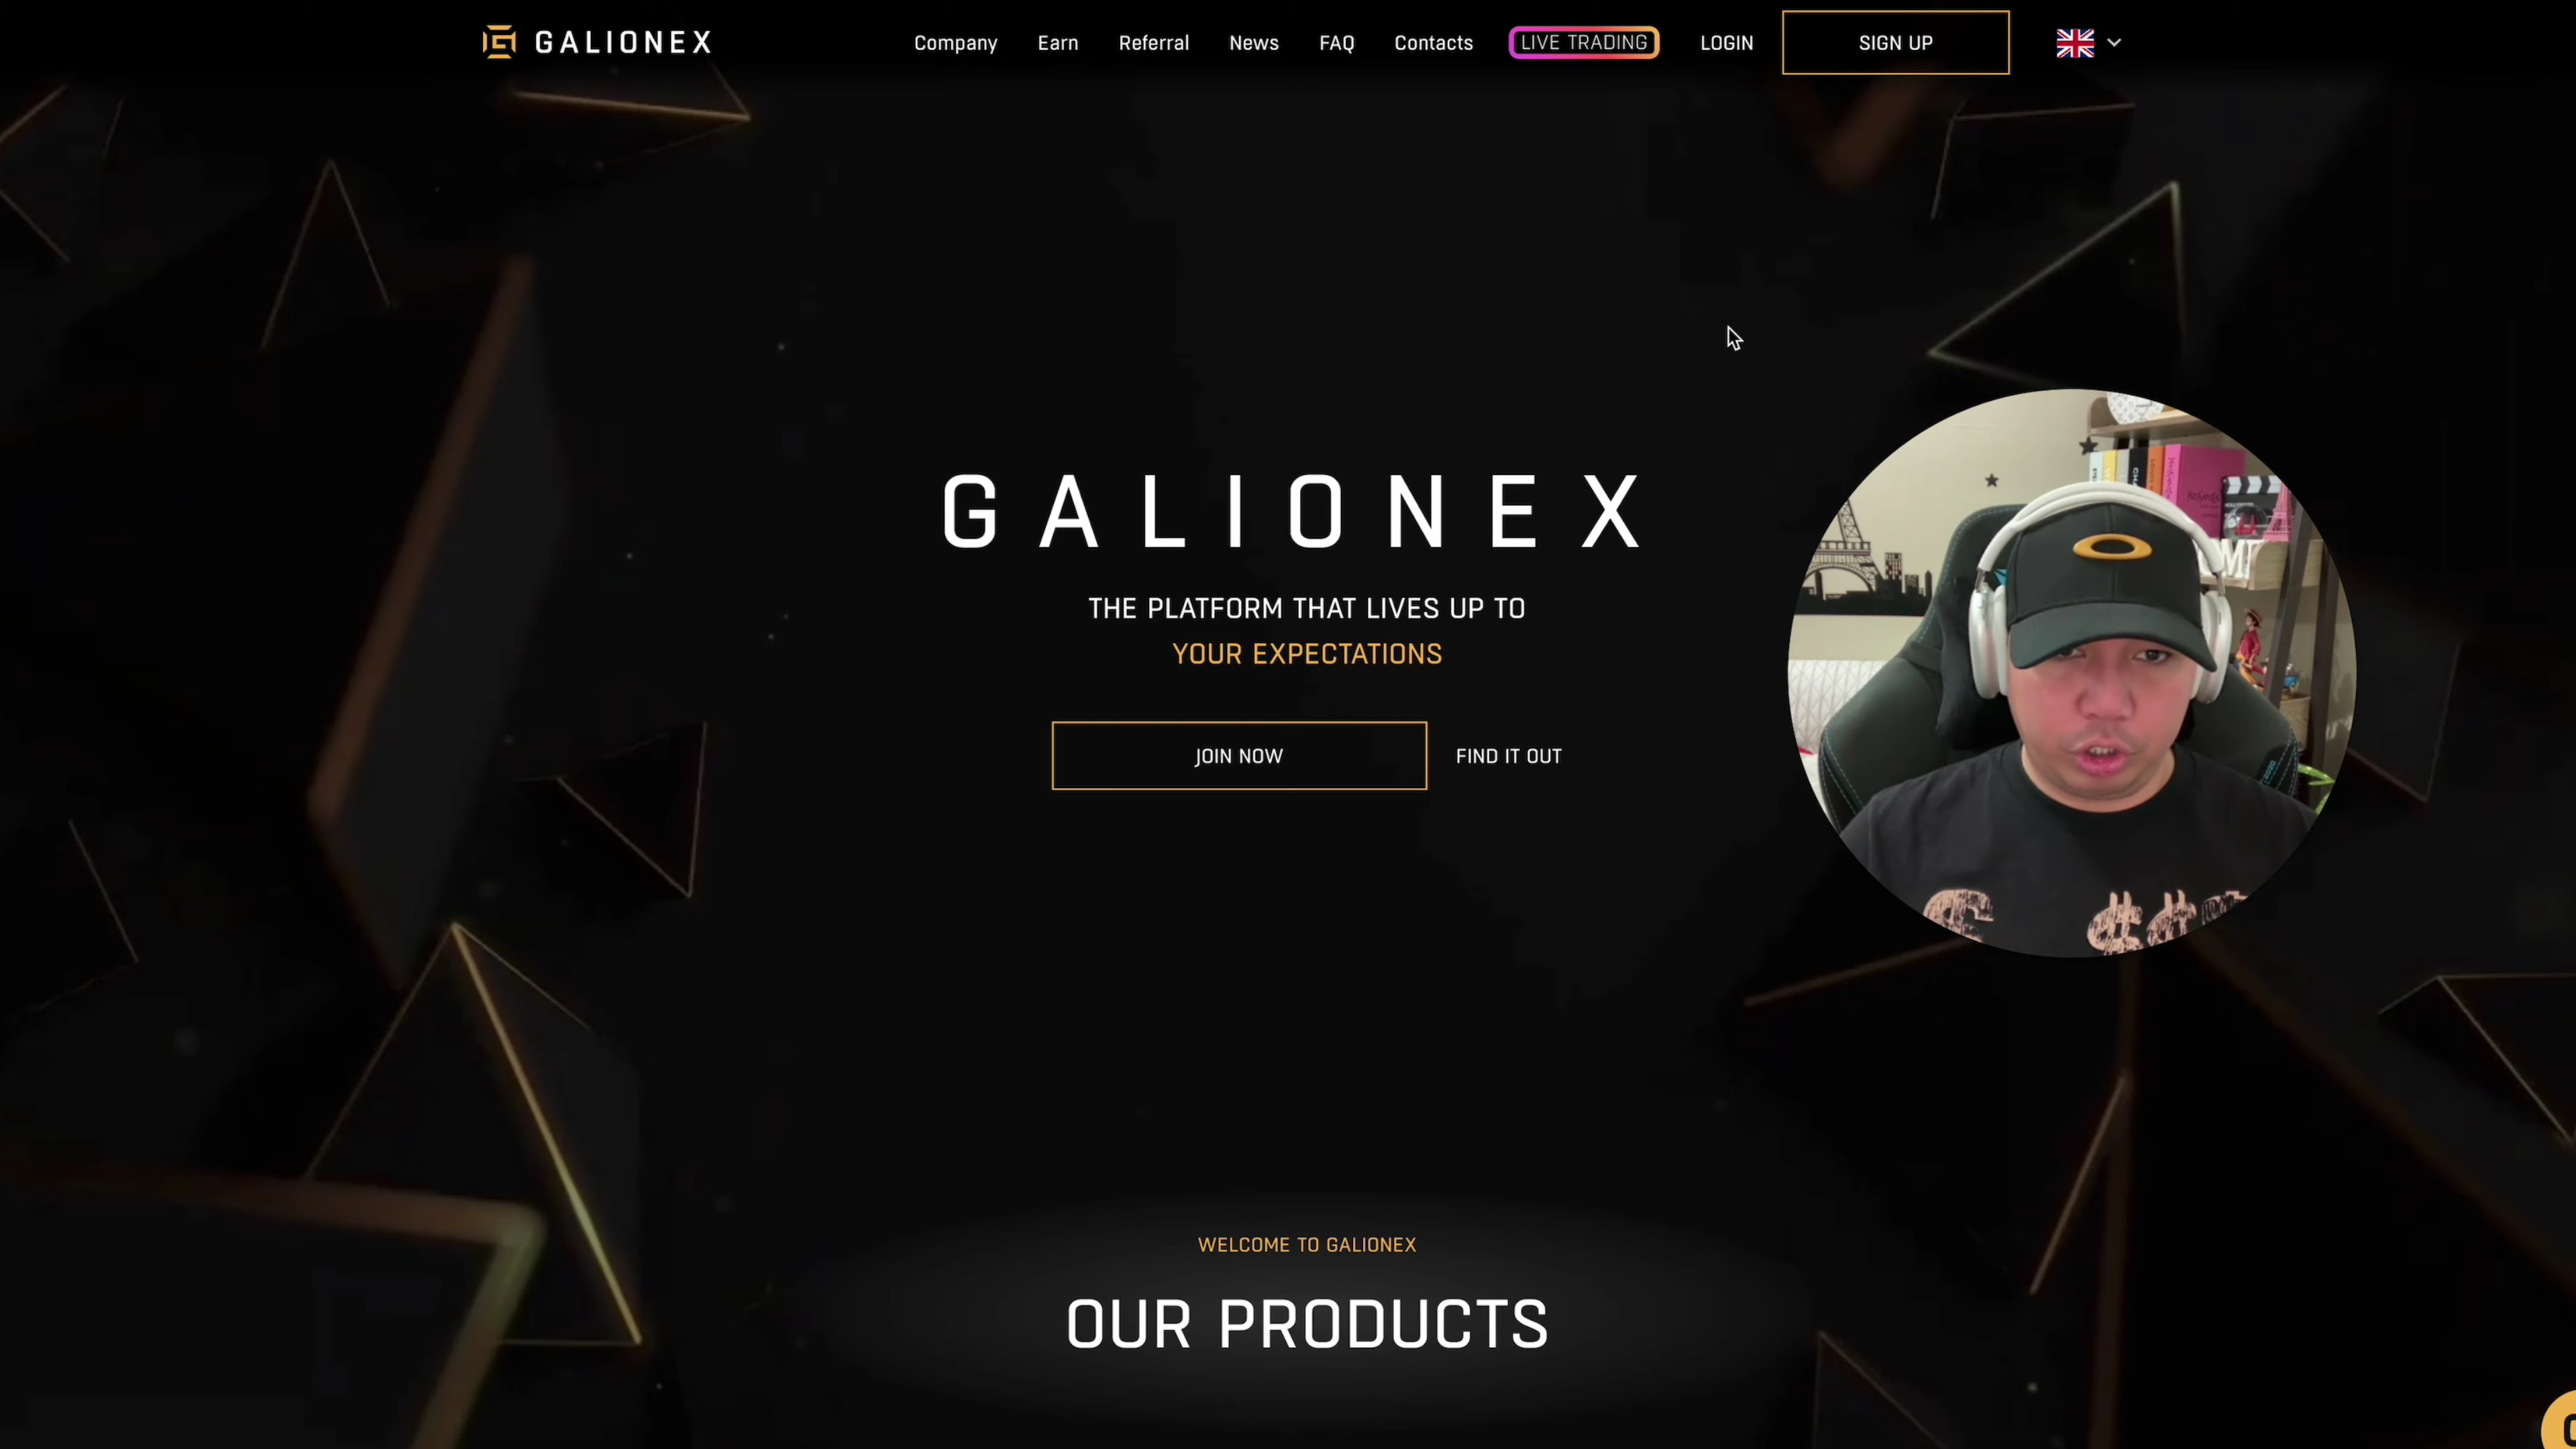 GALIONEX
Company
Earn
Referral
News
FAQ
Contacts
LIVE TRADING
LOGIN
SIGN UP
GALIONEX
THE PLATFORM THAT LIVES UP TO
YOUR EXPECTATIONS
JOIN NOW
FIND IT OUT
WELCOME TO GALIONEX
OUR PRODUCTS